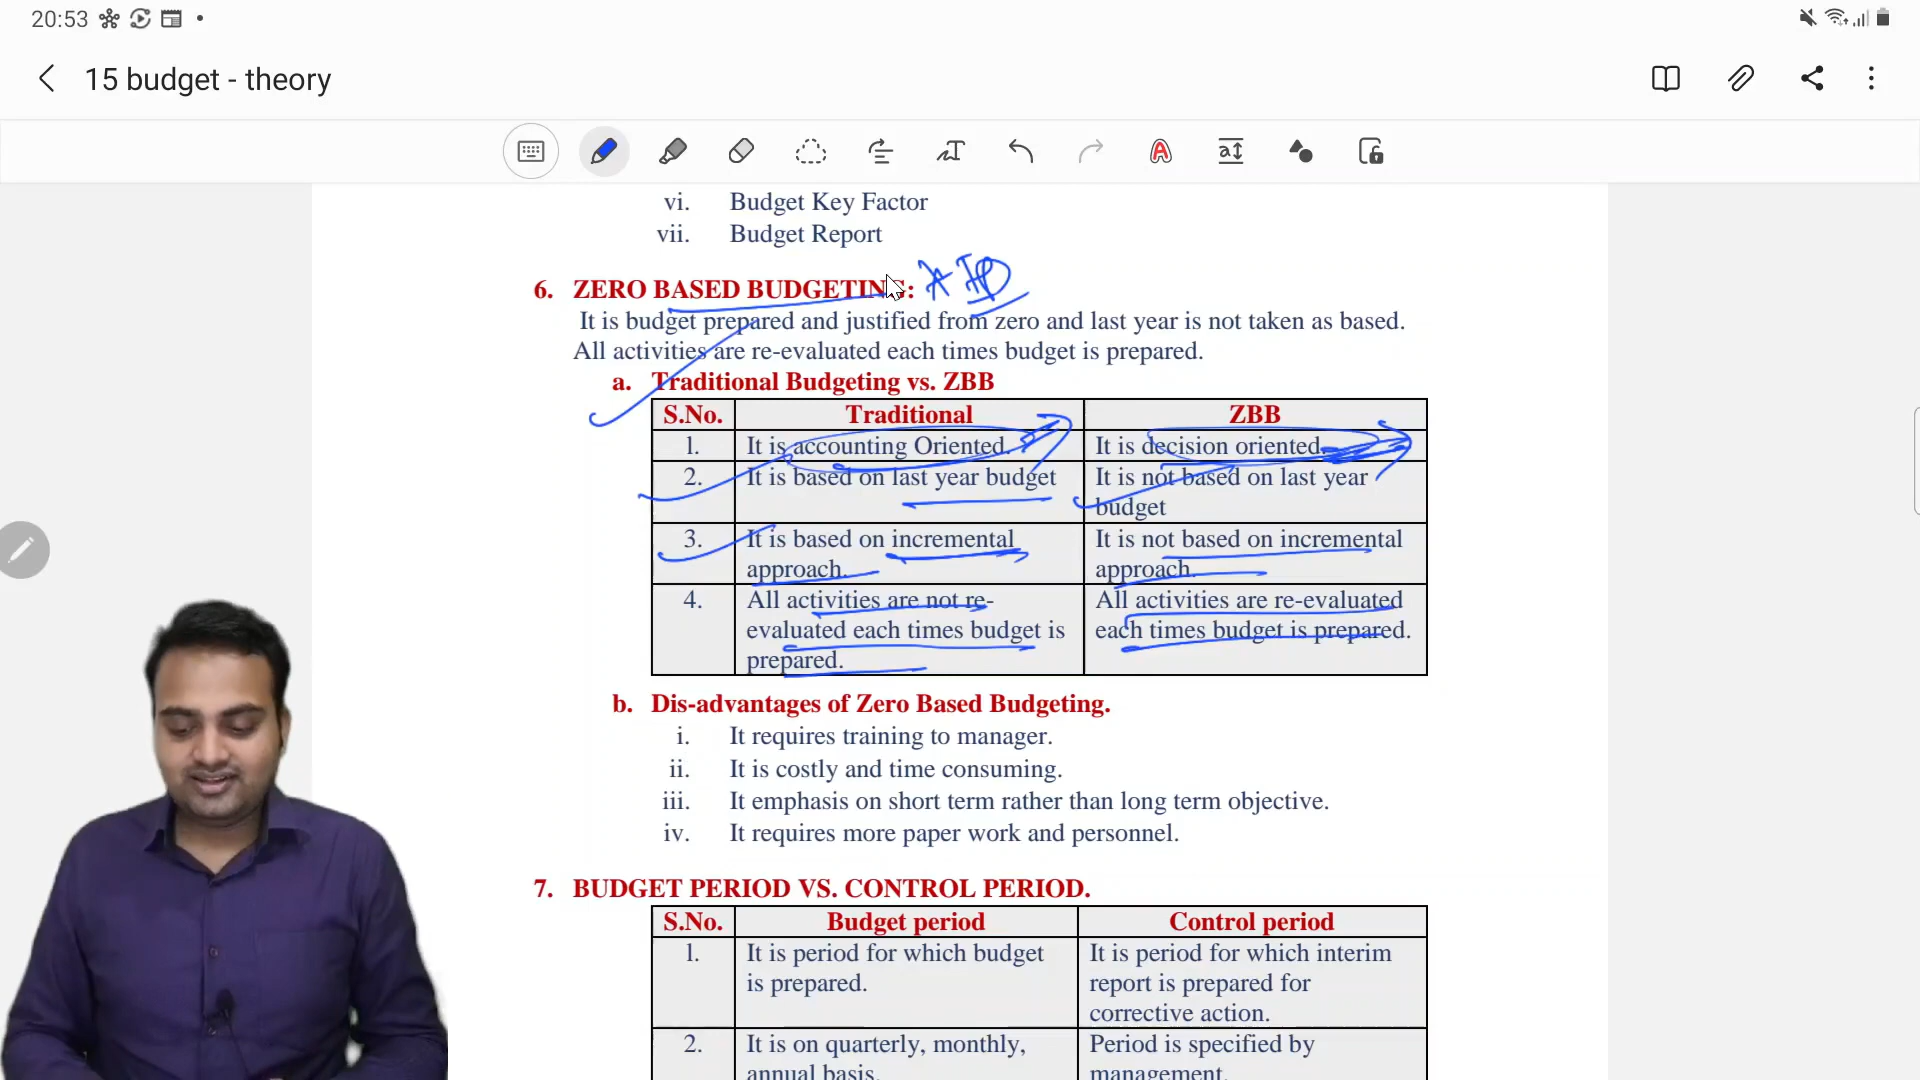 20:53
15 budget - theory
vi. Budget Key Factor
vii. Budget Report
6. ZERO BASED BUDGETING:
It is budget prepared and justified from zero and last year is not taken as based.
All activities are re-evaluated each times budget is prepared.
a. Traditional Budgeting vs. ZBB
S.No. Traditional ZBB
1. It is accounting Oriented. It is decision oriented.
2. It is based on last year budget It is not based on last year
budget
3. It is based on incremental It is not based on incremental
approach. approach.
4. All activities are not re- All activities are re-evaluated
evaluated each times budget is each times budget is prepared.
prepared.
b. Dis-advantages of Zero Based Budgeting.
i. It requires training to manager.
ii. It is costly and time consuming.
iii. It emphasis on short term rather than long term objective.
iv. It requires more paper work and personnel.
7. BUDGET PERIOD VS. CONTROL PERIOD.
S.No. Budget period Control period
1. It is period for which budget It is period for which interim
is prepared. report is prepared for
corrective action.
2. It is on quarterly, monthly, Period is specified by
annual basis. management.